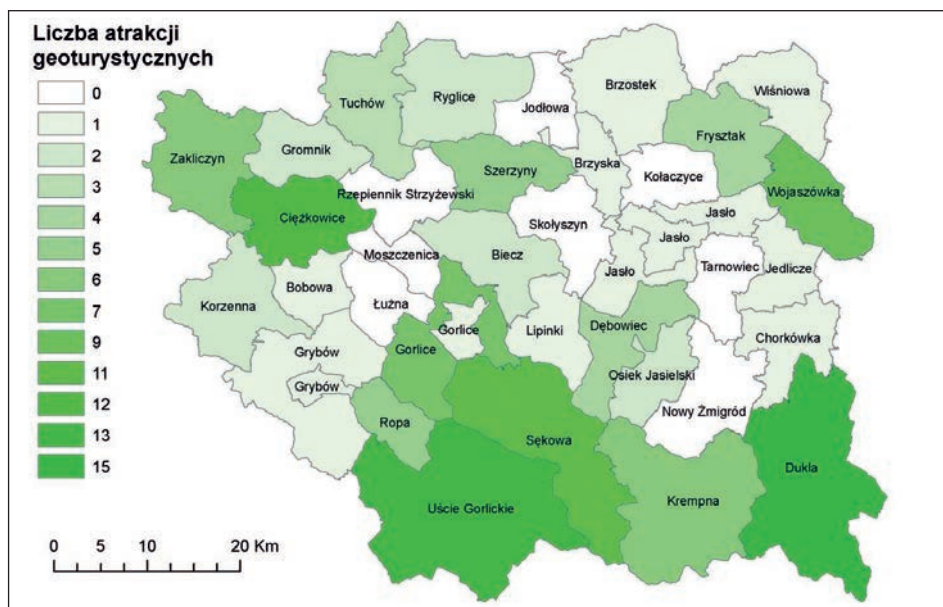 Liczba atrakcji
geoturystycznych
0
1
2
3
4
5
6
7
9
11
12
13
15
Tuchów
Ryglice
Jodłowa
Brzostek
Wiśniowa
Zakliczyn
Gromnik
Szerzyny
Brzyska
Frysztak
Kołaczyce
Wojaszówka
Ciężkowice
Rzepiennik Strzyżewski
Skołyszyn
Jasło
Jasło
Jasło
Moszczenica
Biecz
Tarnowiec
Jedlicze
Korzenna
Bobowa
Łużna
Gorlice
Lipinki
Dębowiec
Chorkówka
Grybów
Gorlice
Osiek Jasielski
Grybów
Nowy Żmigród
Ropa
Sękowa
Dukla
Krempna
Uście Gorlickie
0 5 10 20 Km